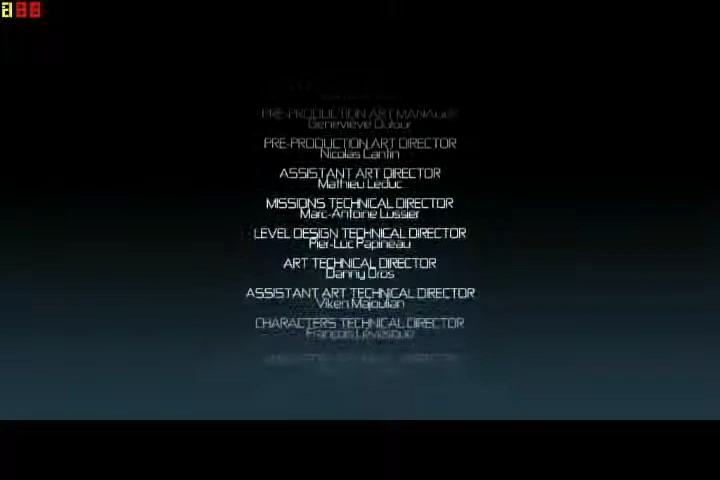 PRE-PRODUCTION ART MANAGER
Geneviève Dufour
PRE-PRODUCTION ART DIRECTOR
Nicolas Cantin
ASSISTANT ART DIRECTOR
Mathieu Leduc
MISSIONS TECHNICAL DIRECTOR
Marc-Antoine Lussier
LEVEL DESIGN TECHNICAL DIRECTOR
Pier-Luc Papineau
ART TECHNICAL DIRECTOR
Danny Oros
ASSISTANT ART TECHNICAL DIRECTOR
Viken Majoulian
CHARACTERS TECHNICAL DIRECTOR
François Lévesque